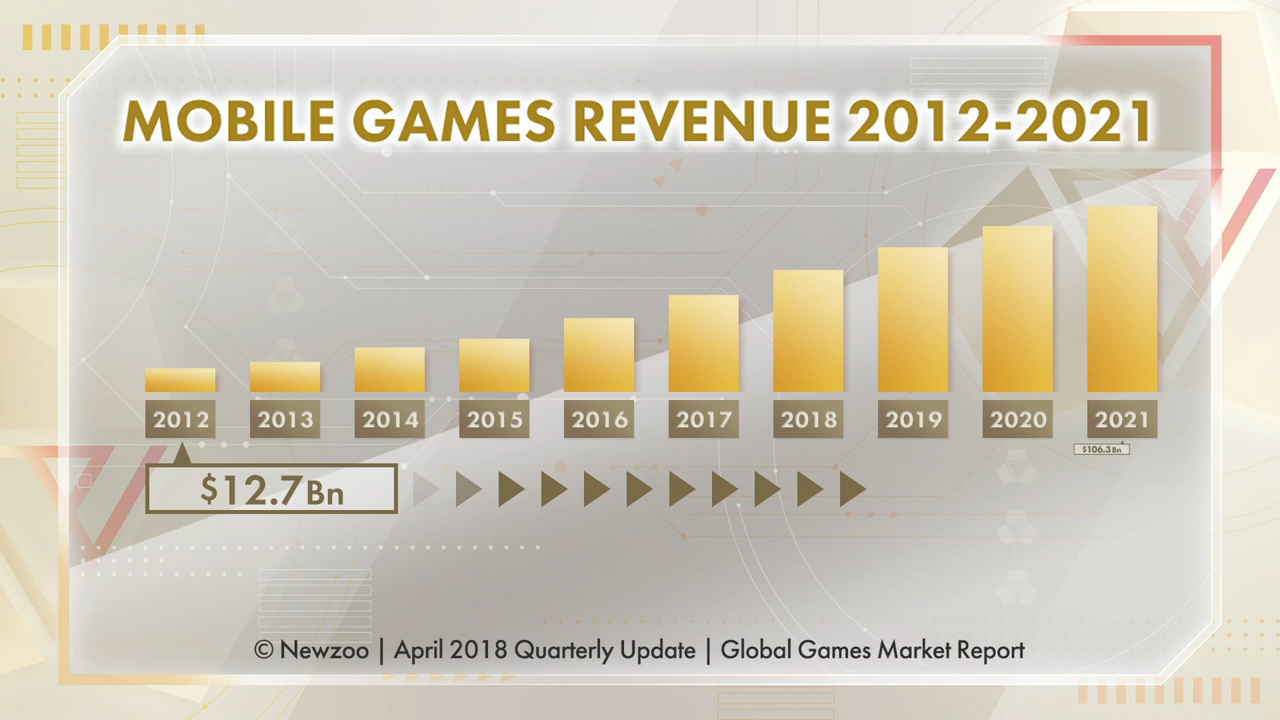 MOBILE GAMES REVENUE 2012-2021
2012 2013 2014 2015 2016 2017 2018 2019 2020 2021
$106.3Bn
$12.7Bn
© Newzoo | April 2018 Quarterly Update | Global Games Market Report